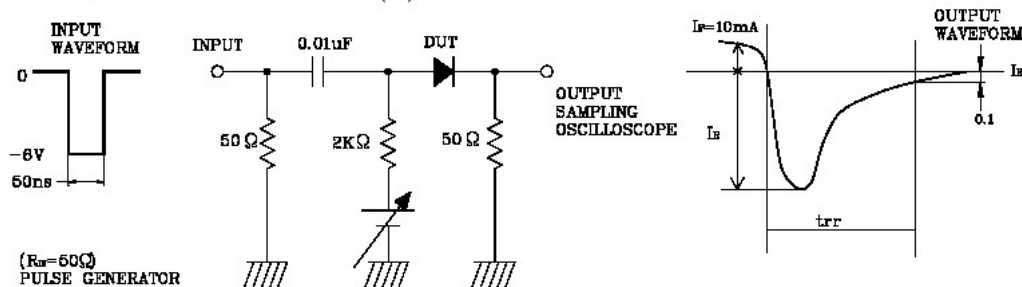 INPUT
WAVEFORM
0
-6V
50ns
(RIN=50Ω)
PULSE GENERATOR
INPUT
0.01uF
DUT
50Ω
2KΩ
50Ω
OUTPUT
SAMPLING
OSCILLOSCOPE
IF=10mA
OUTPUT
WAVEFORM
IR
0.1
IR
trr